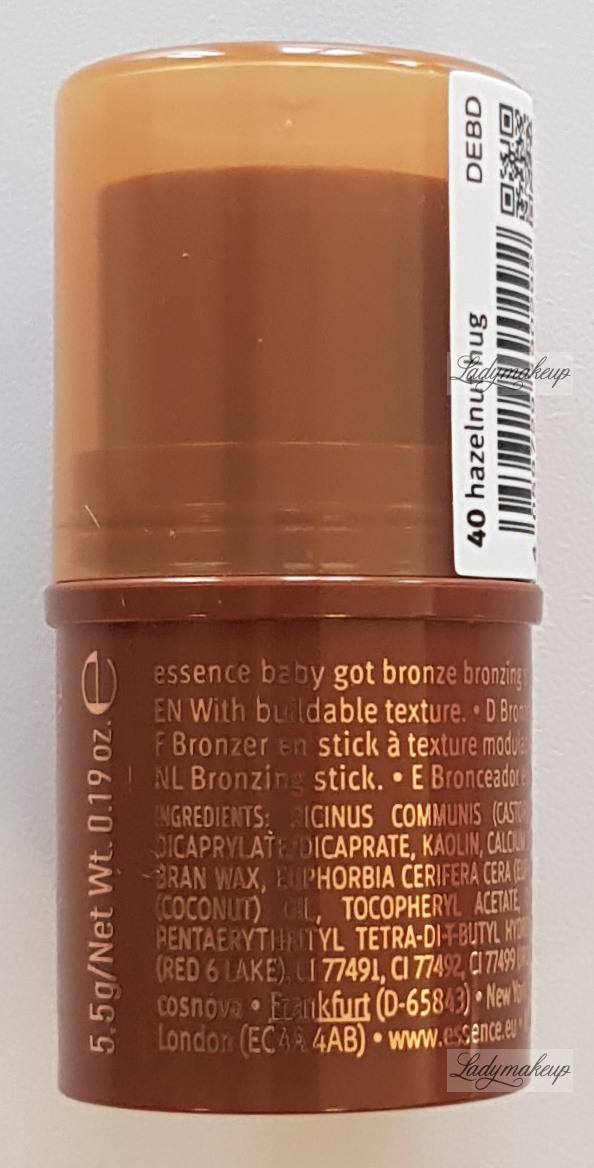 DEBD
40 hazelnut hug
Ladymakeup
essence baby got bronze bronzing
EN With buildable texture. • D
F Bronzer en stick à texture
NL Bronzing stick. • E Bronceador
INGREDIENTS: RICINUS COMMUNIS (CASTOR
DICAPRYLATE/DICAPRATE, KAOLIN, CALCIUM
BRAN WAX, EUPHORBIA CERIFERA CERA
(COCONUT) OIL, TOCOPHERYL ACETATE,
PENTAERYTHRITYL TETRA-DI-T-BUTYL
(RED 6 LAKE), CI 77491, CI 77492, CI 77499
cosnova • Frankfurt (D-65843) • New
London (EC4A 4AB) • www.essence.eu •
5.5g/Net Wt. 0.19 oz. e
Ladymakeup